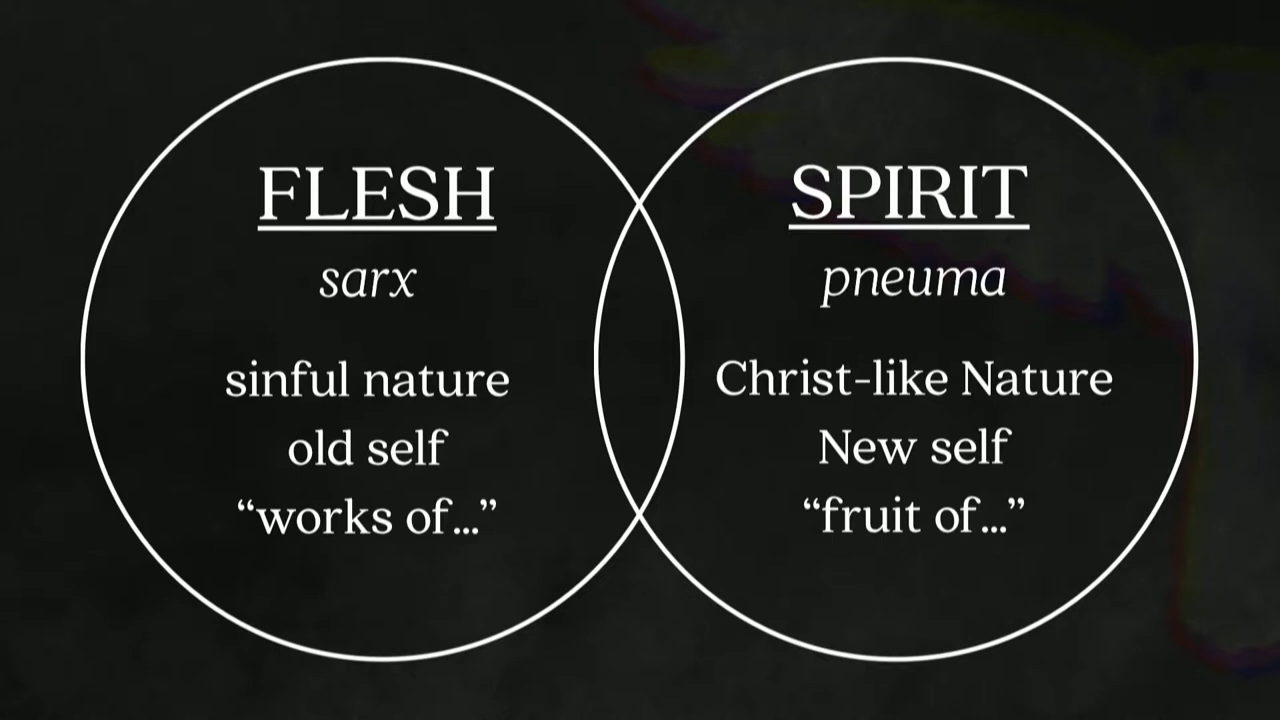 FLESH
sarx
sinful nature
old self
“works of...”
SPIRIT
pneuma
Christ-like Nature
New self
“fruit of...”